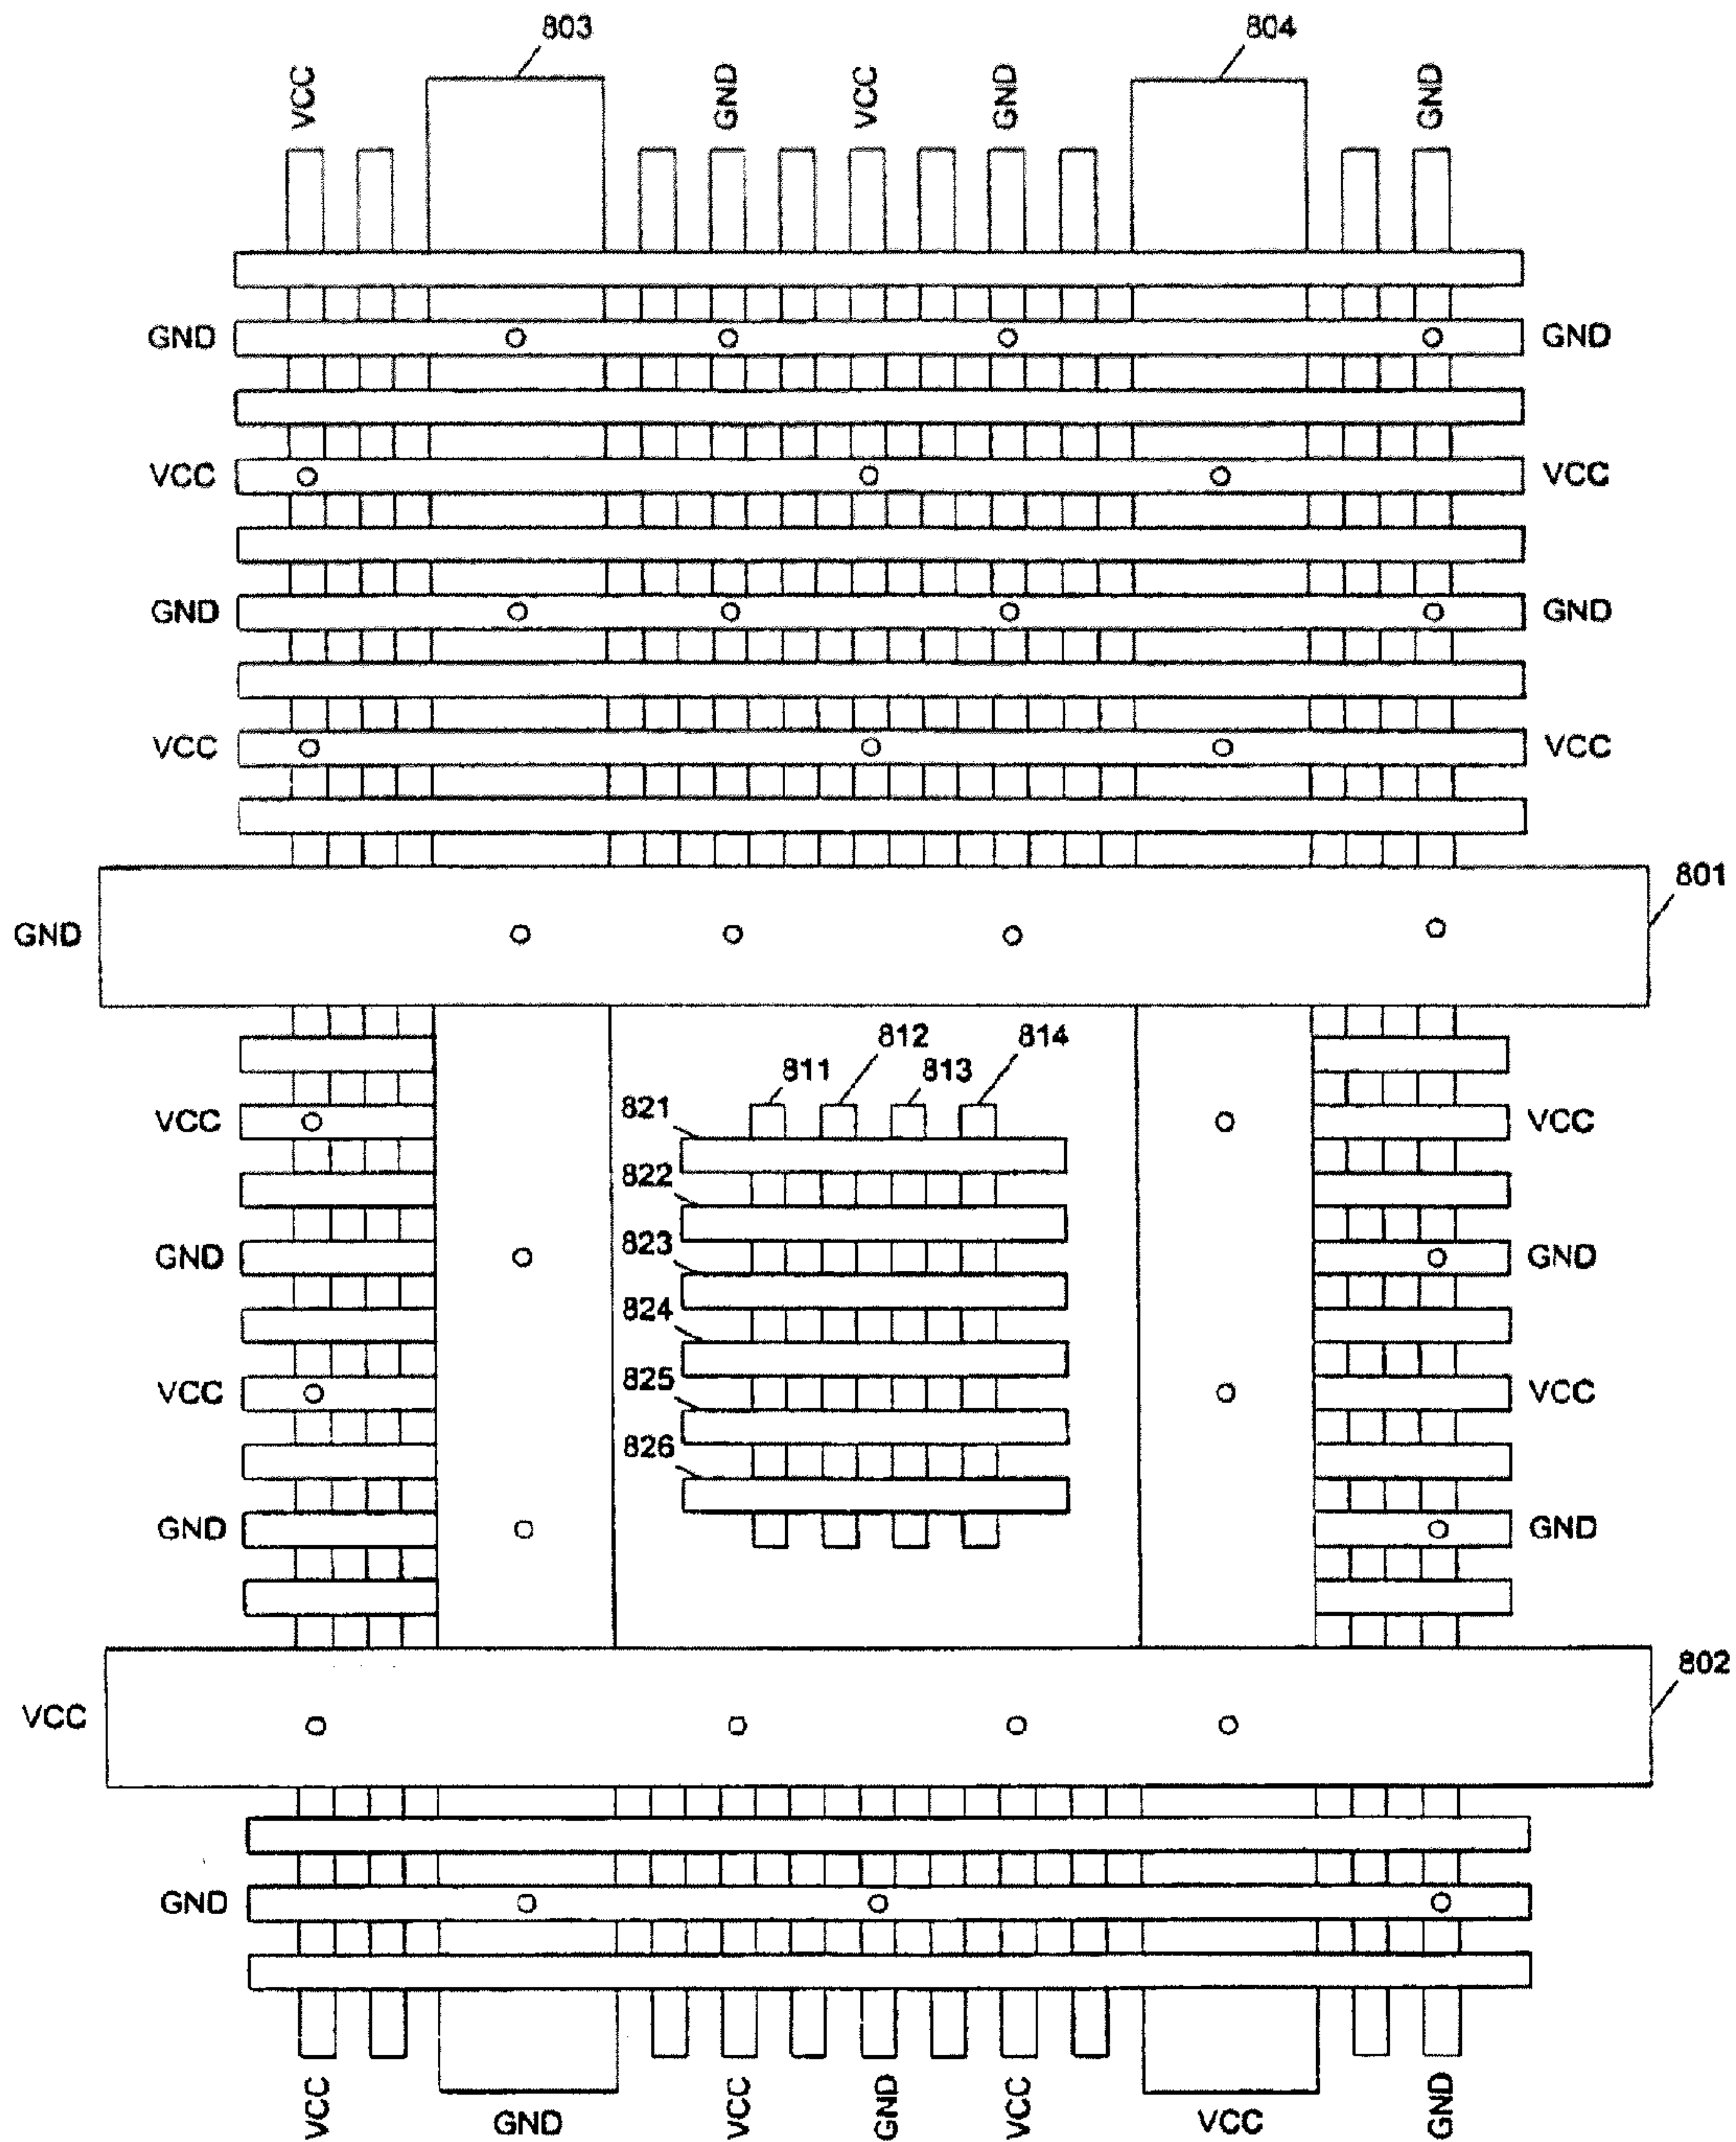 803 804
VCC GND VCC GND GND
GND GND
VCC VCC
GND GND
VCC VCC
801
GND
812 814
811 813
821
VCC VCC
822
823
GND GND
824
825
VCC VCC
826
GND GND
802
VCC
GND
VCC GND VCC GND VCC VCC GND